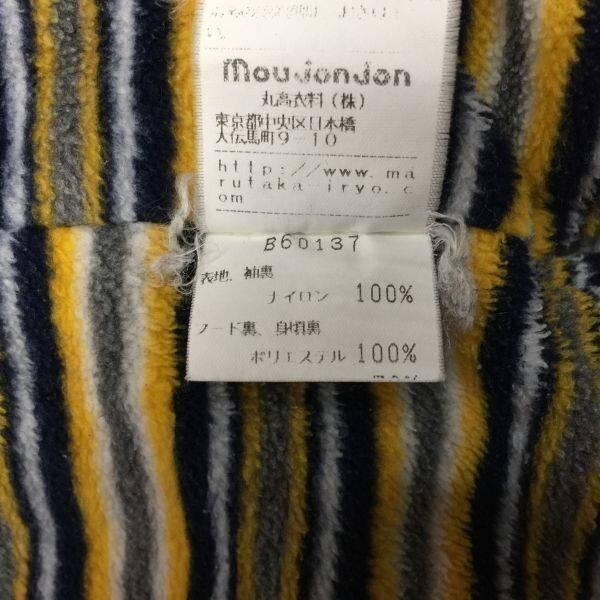 moujonjon
丸高衣料(株)
東京都中央区日本橋
大伝馬町9-10
http://www.ma
rutaka-iryo.c
om
B60137
表地、袖裏
ナイロン 100%
フード裏、身頃裏
ポリエステル 100%